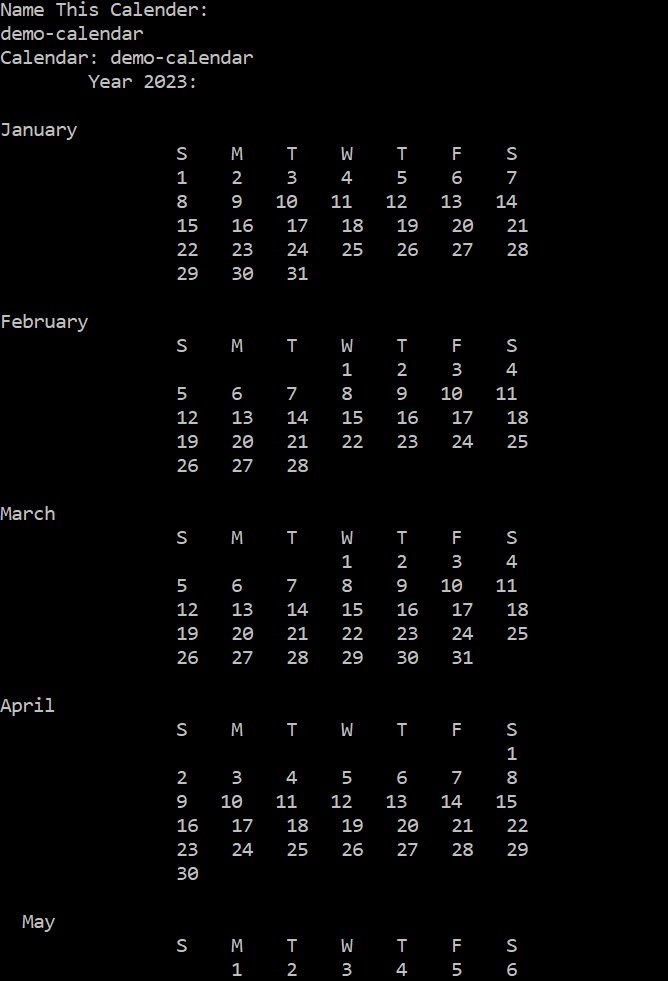 Name This Calender:
demo-calendar
Calendar: demo-calendar
        Year 2023:
January
                S    M    T    W    T    F    S
                1    2    3    4    5    6    7
                8    9   10   11   12   13   14
                15   16   17   18   19   20   21
                22   23   24   25   26   27   28
                29   30   31
February
                S    M    T    W    T    F    S
                               1    2    3    4
                5    6    7    8    9   10   11
                12   13   14   15   16   17   18
                19   20   21   22   23   24   25
                26   27   28
March
                S    M    T    W    T    F    S
                               1    2    3    4
                5    6    7    8    9   10   11
                12   13   14   15   16   17   18
                19   20   21   22   23   24   25
                26   27   28   29   30   31
April
                S    M    T    W    T    F    S
                                              1
                2    3    4    5    6    7    8
                9   10   11   12   13   14   15
                16   17   18   19   20   21   22
                23   24   25   26   27   28   29
                30
  May
                S    M    T    W    T    F    S
                     1    2    3    4    5    6